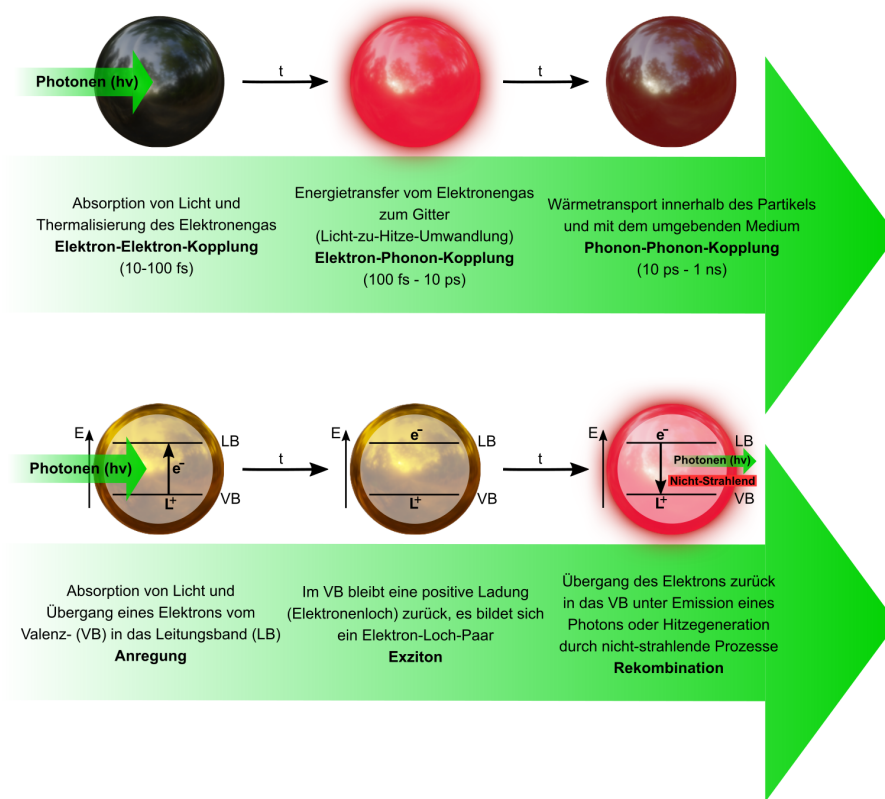 Photonen (hv)
t
t
Absorption von Licht und
Thermalisierung des Elektronengas
Elektron-Elektron-Kopplung
(10-100 fs)
Energietransfer vom Elektronengas
zum Gitter
(Licht-zu-Hitze-Umwandlung)
Elektron-Phonon-Kopplung
(100 fs - 10 ps)
Wärmetransport innerhalb des Partikels
und mit dem umgebenden Medium
Phonon-Phonon-Kopplung
(10 ps - 1 ns)
E
LB
Photonen (hv)
e⁻
VB
L⁺
t
E
e⁻
LB
VB
L⁺
t
E
e⁻
LB
Photonen (hv)
Nicht-Strahlend
VB
L⁺
Absorption von Licht und
Übergang eines Elektrons vom
Valenz- (VB) in das Leitungsband (LB)
Anregung
Im VB bleibt eine positive Ladung
(Elektronenloch) zurück, es bildet sich
ein Elektron-Loch-Paar
Exziton
Übergang des Elektrons zurück
in das VB unter Emission eines
Photons oder Hitzegeneration
durch nicht-strahlende Prozesse
Rekombination